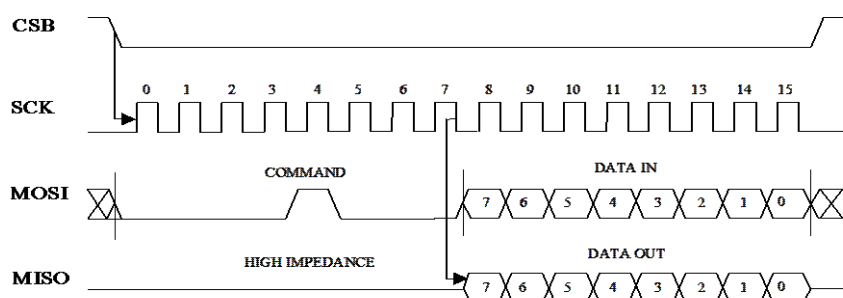 CSB
0 1 2 3 4 5 6 7 8 9 10 11 12 13 14 15
SCK
COMMAND DATA IN
MOSI 7 6 5 4 3 2 1 0
HIGH IMPEDANCE DATA OUT
MISO 7 6 5 4 3 2 1 0